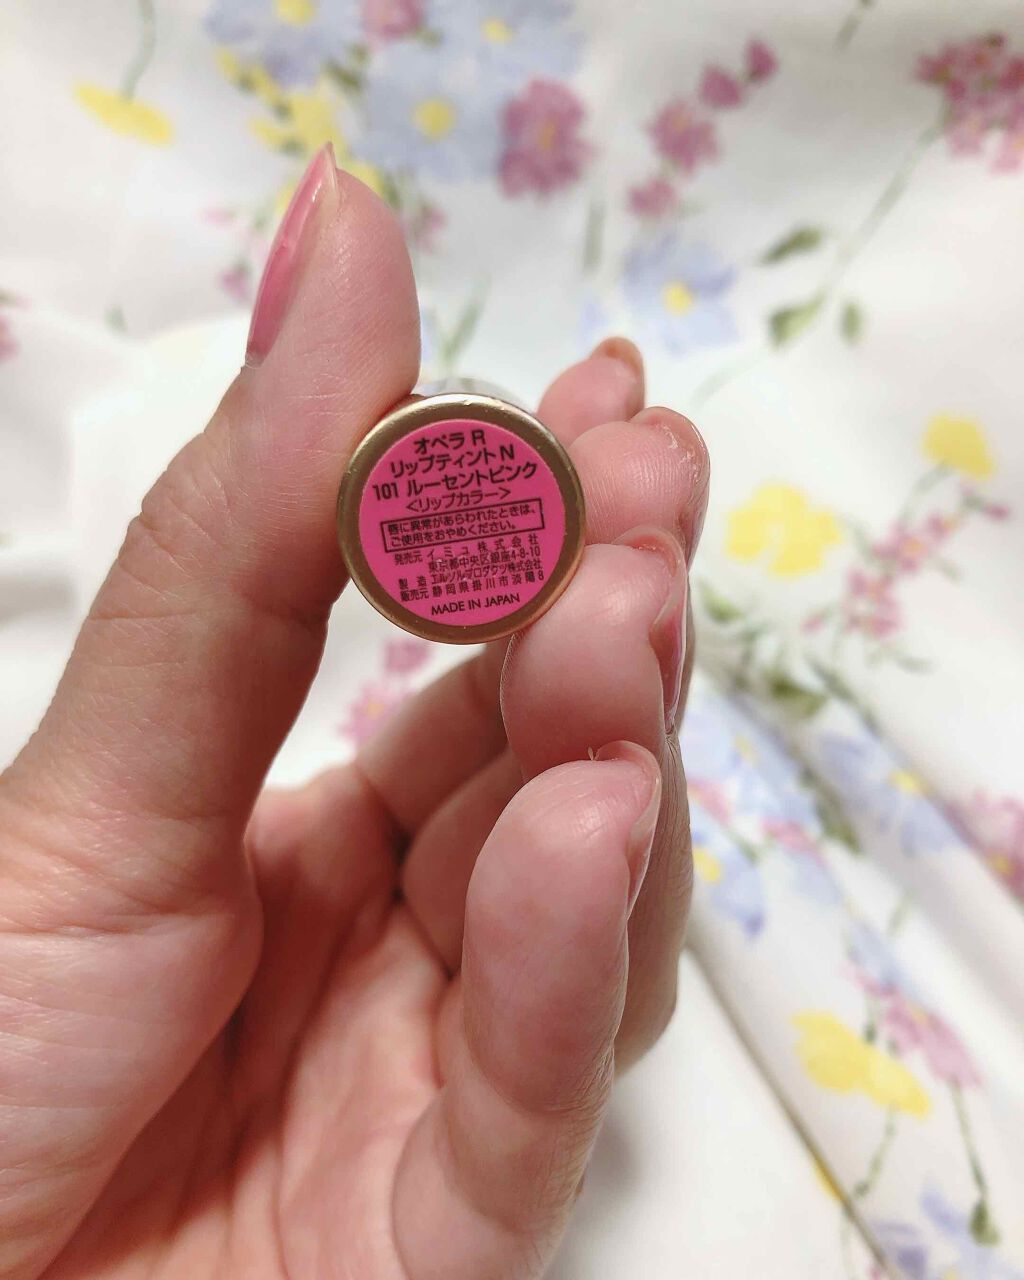 オペラ R
リップティント N
101 ルーセントピンク
<リップカラー>
唇に異常があらわれたときは、
ご使用をおやめください。
発売元 イミュ株式会社
東京都中央区銀座4-8-10
製造 エルソルプロダクツ株式会社
販売元 静岡県掛川市淡陽8
MADE IN JAPAN